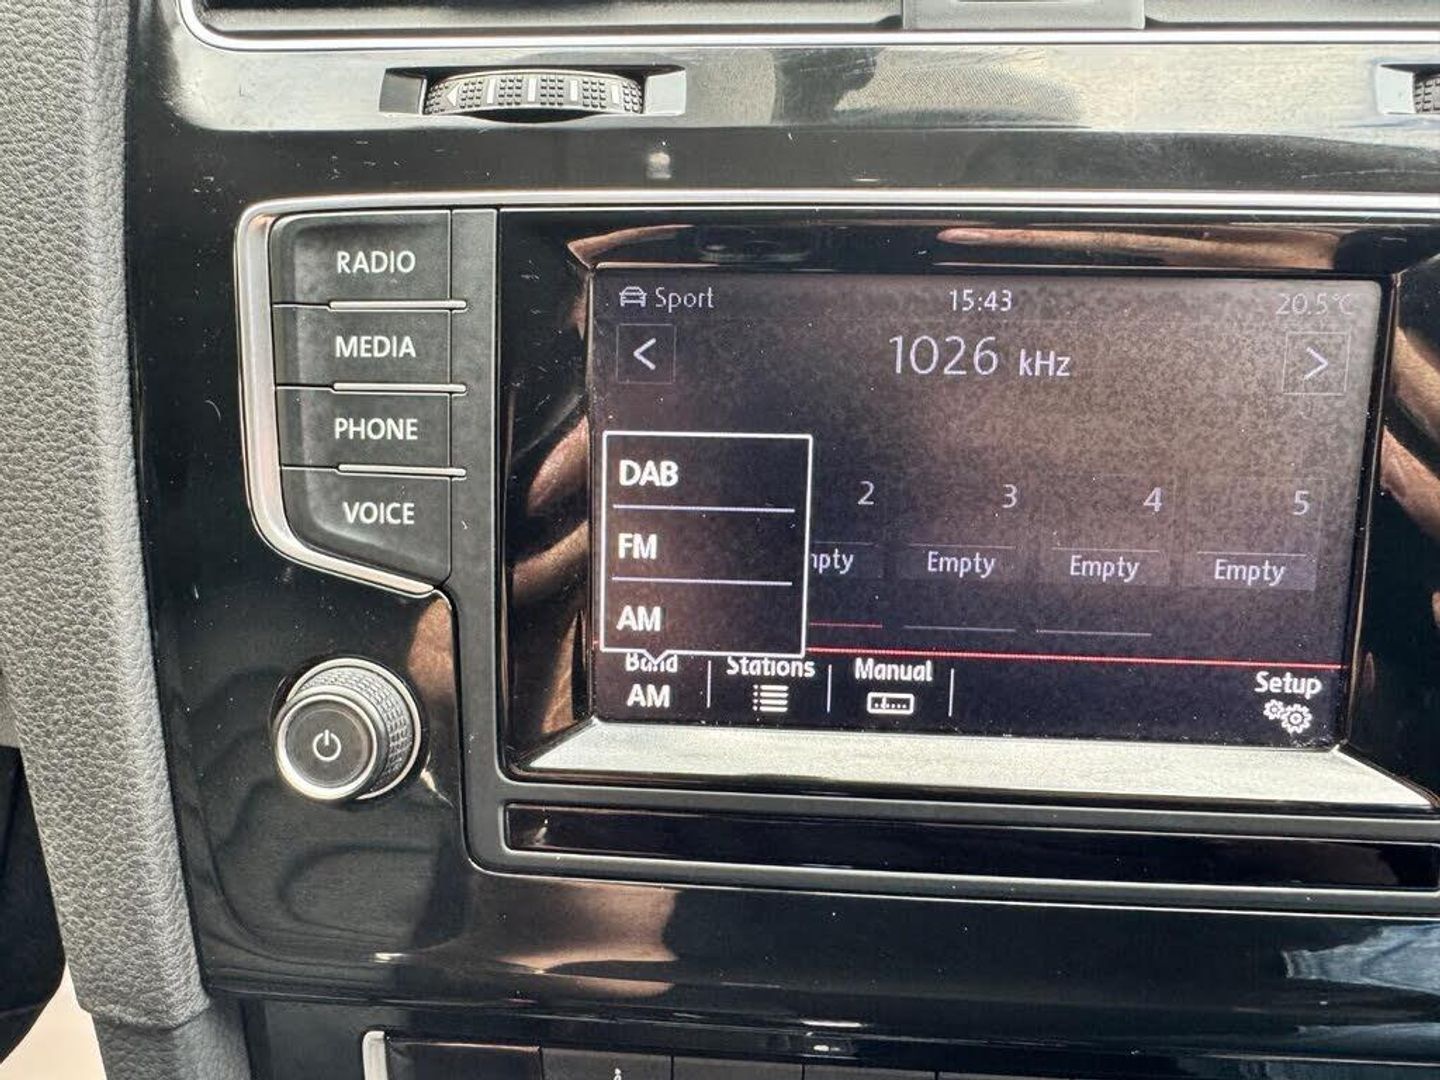 RADIO
MEDIA
PHONE
VOICE
Sport 15:43 20.5°C
< 1026 kHz >
DAB
FM
AM
2 3 4 5
mpty Empty Empty Empty
Band Stations Manual Setup
AM